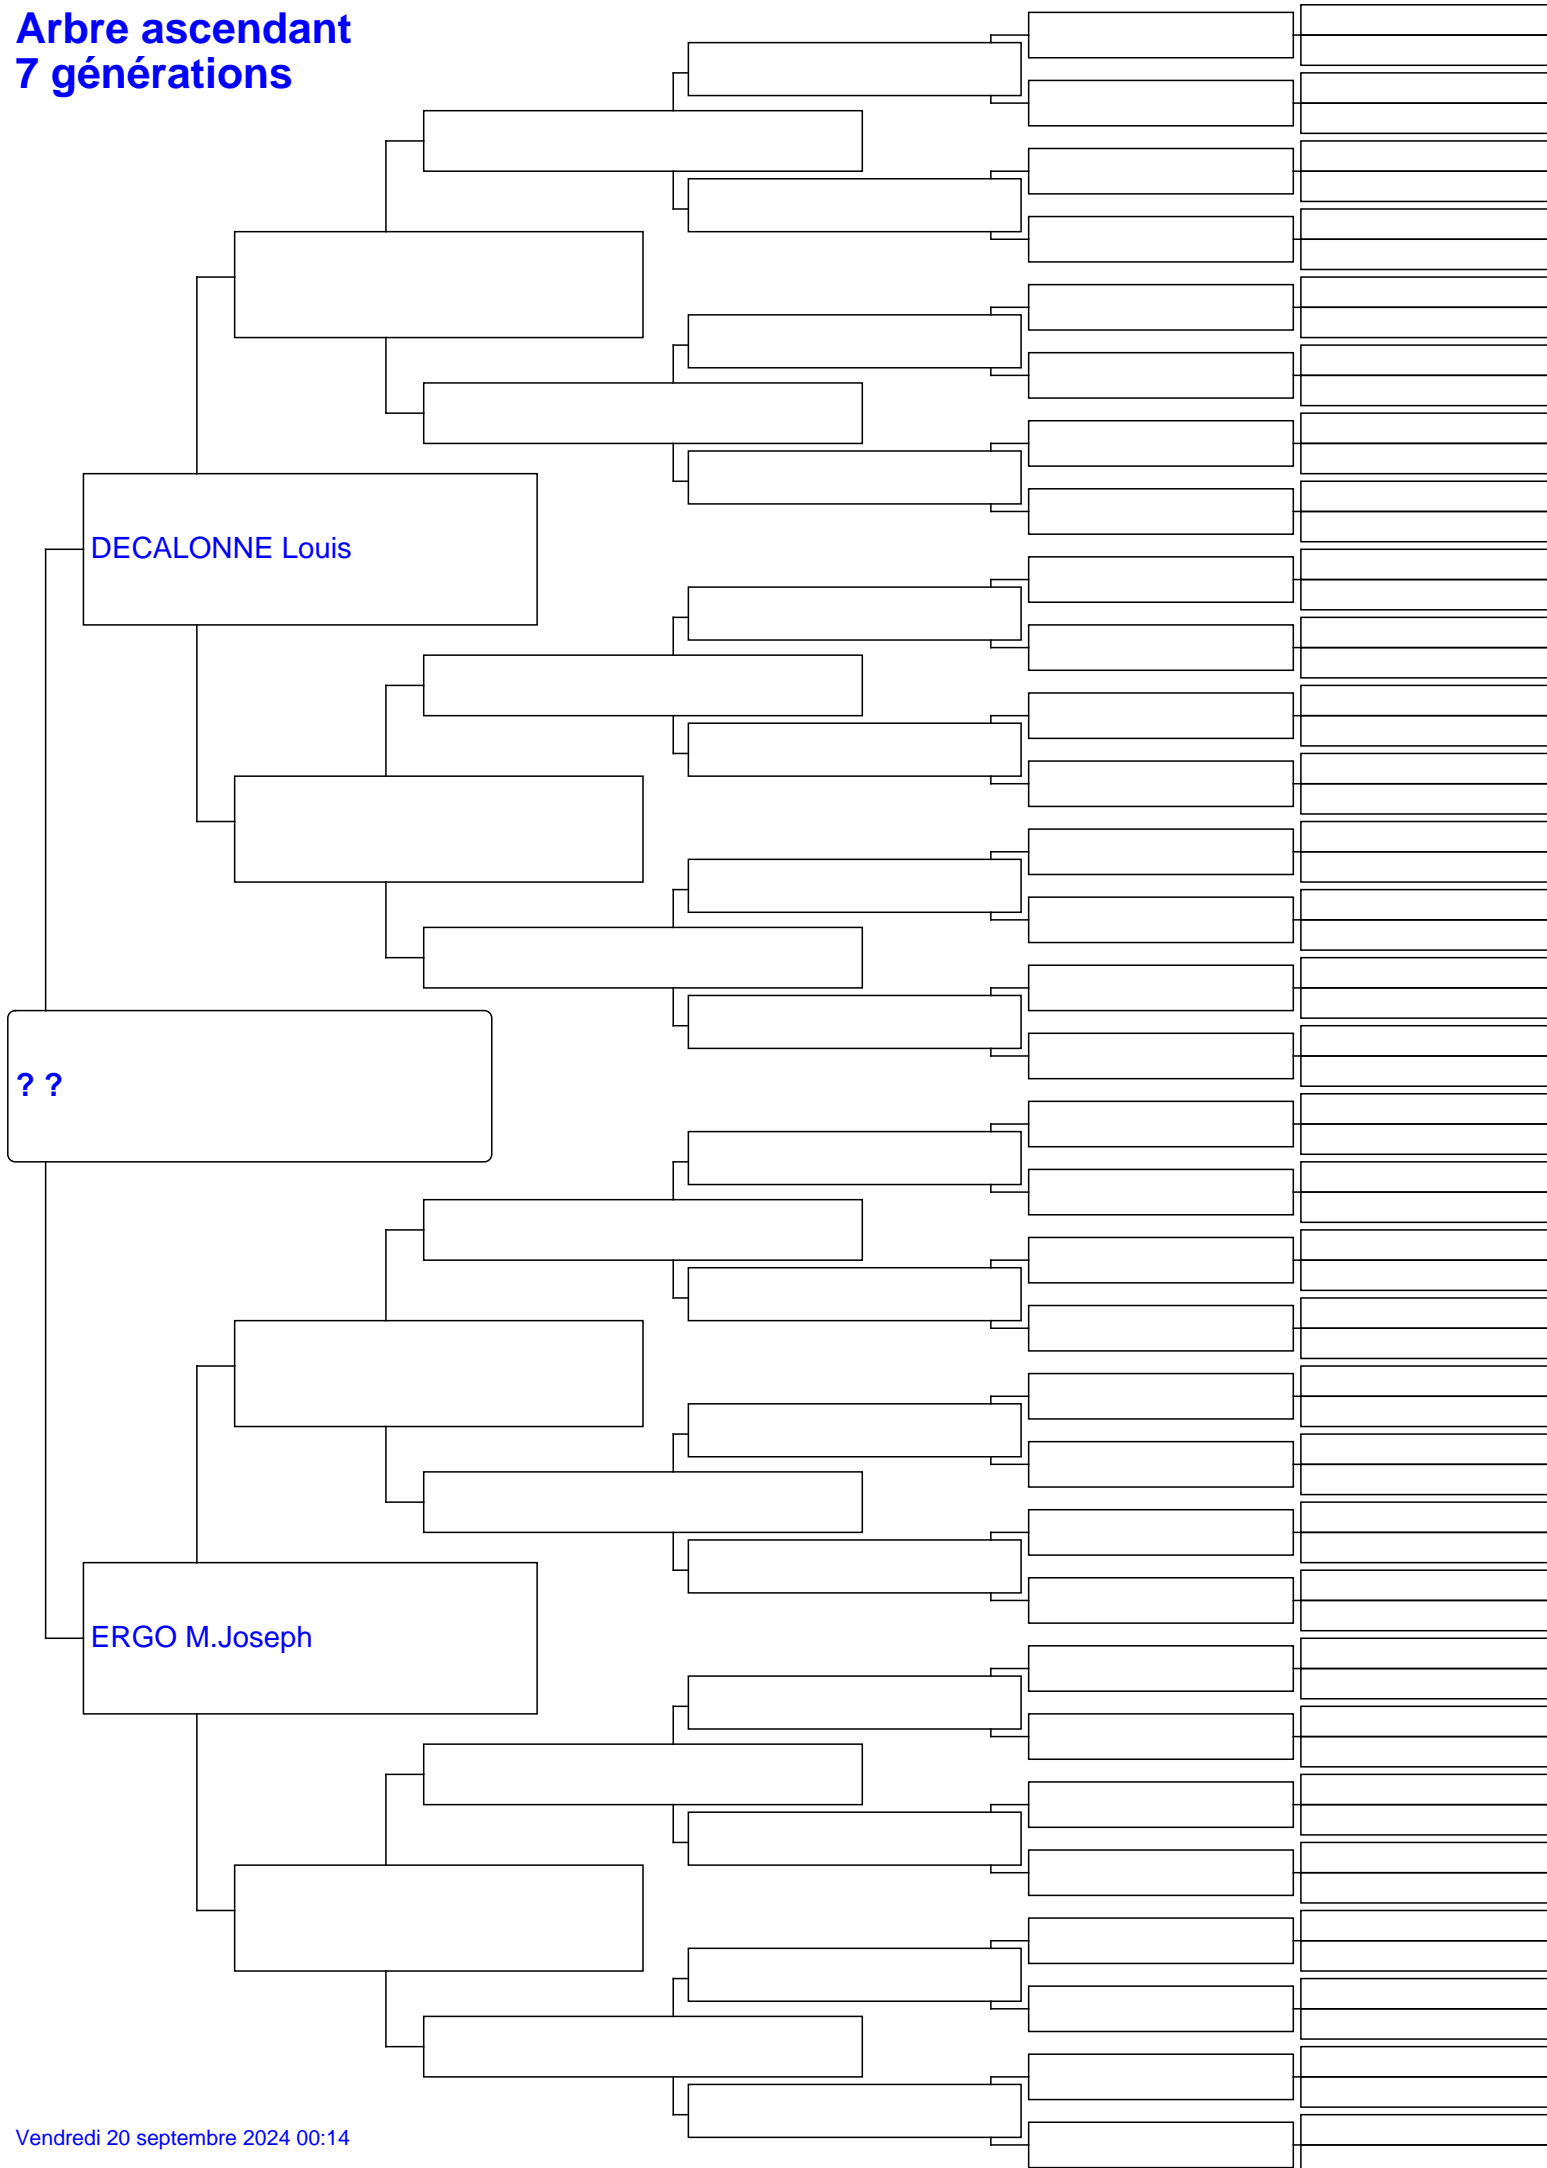 Arbre ascendant
7 générations
DECALONNE Louis
? ?
ERGO M.Joseph
Vendredi 20 septembre 2024 00:14